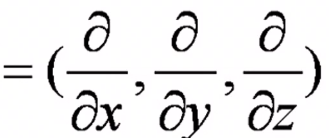 = (∂/∂x, ∂/∂y, ∂/∂z)